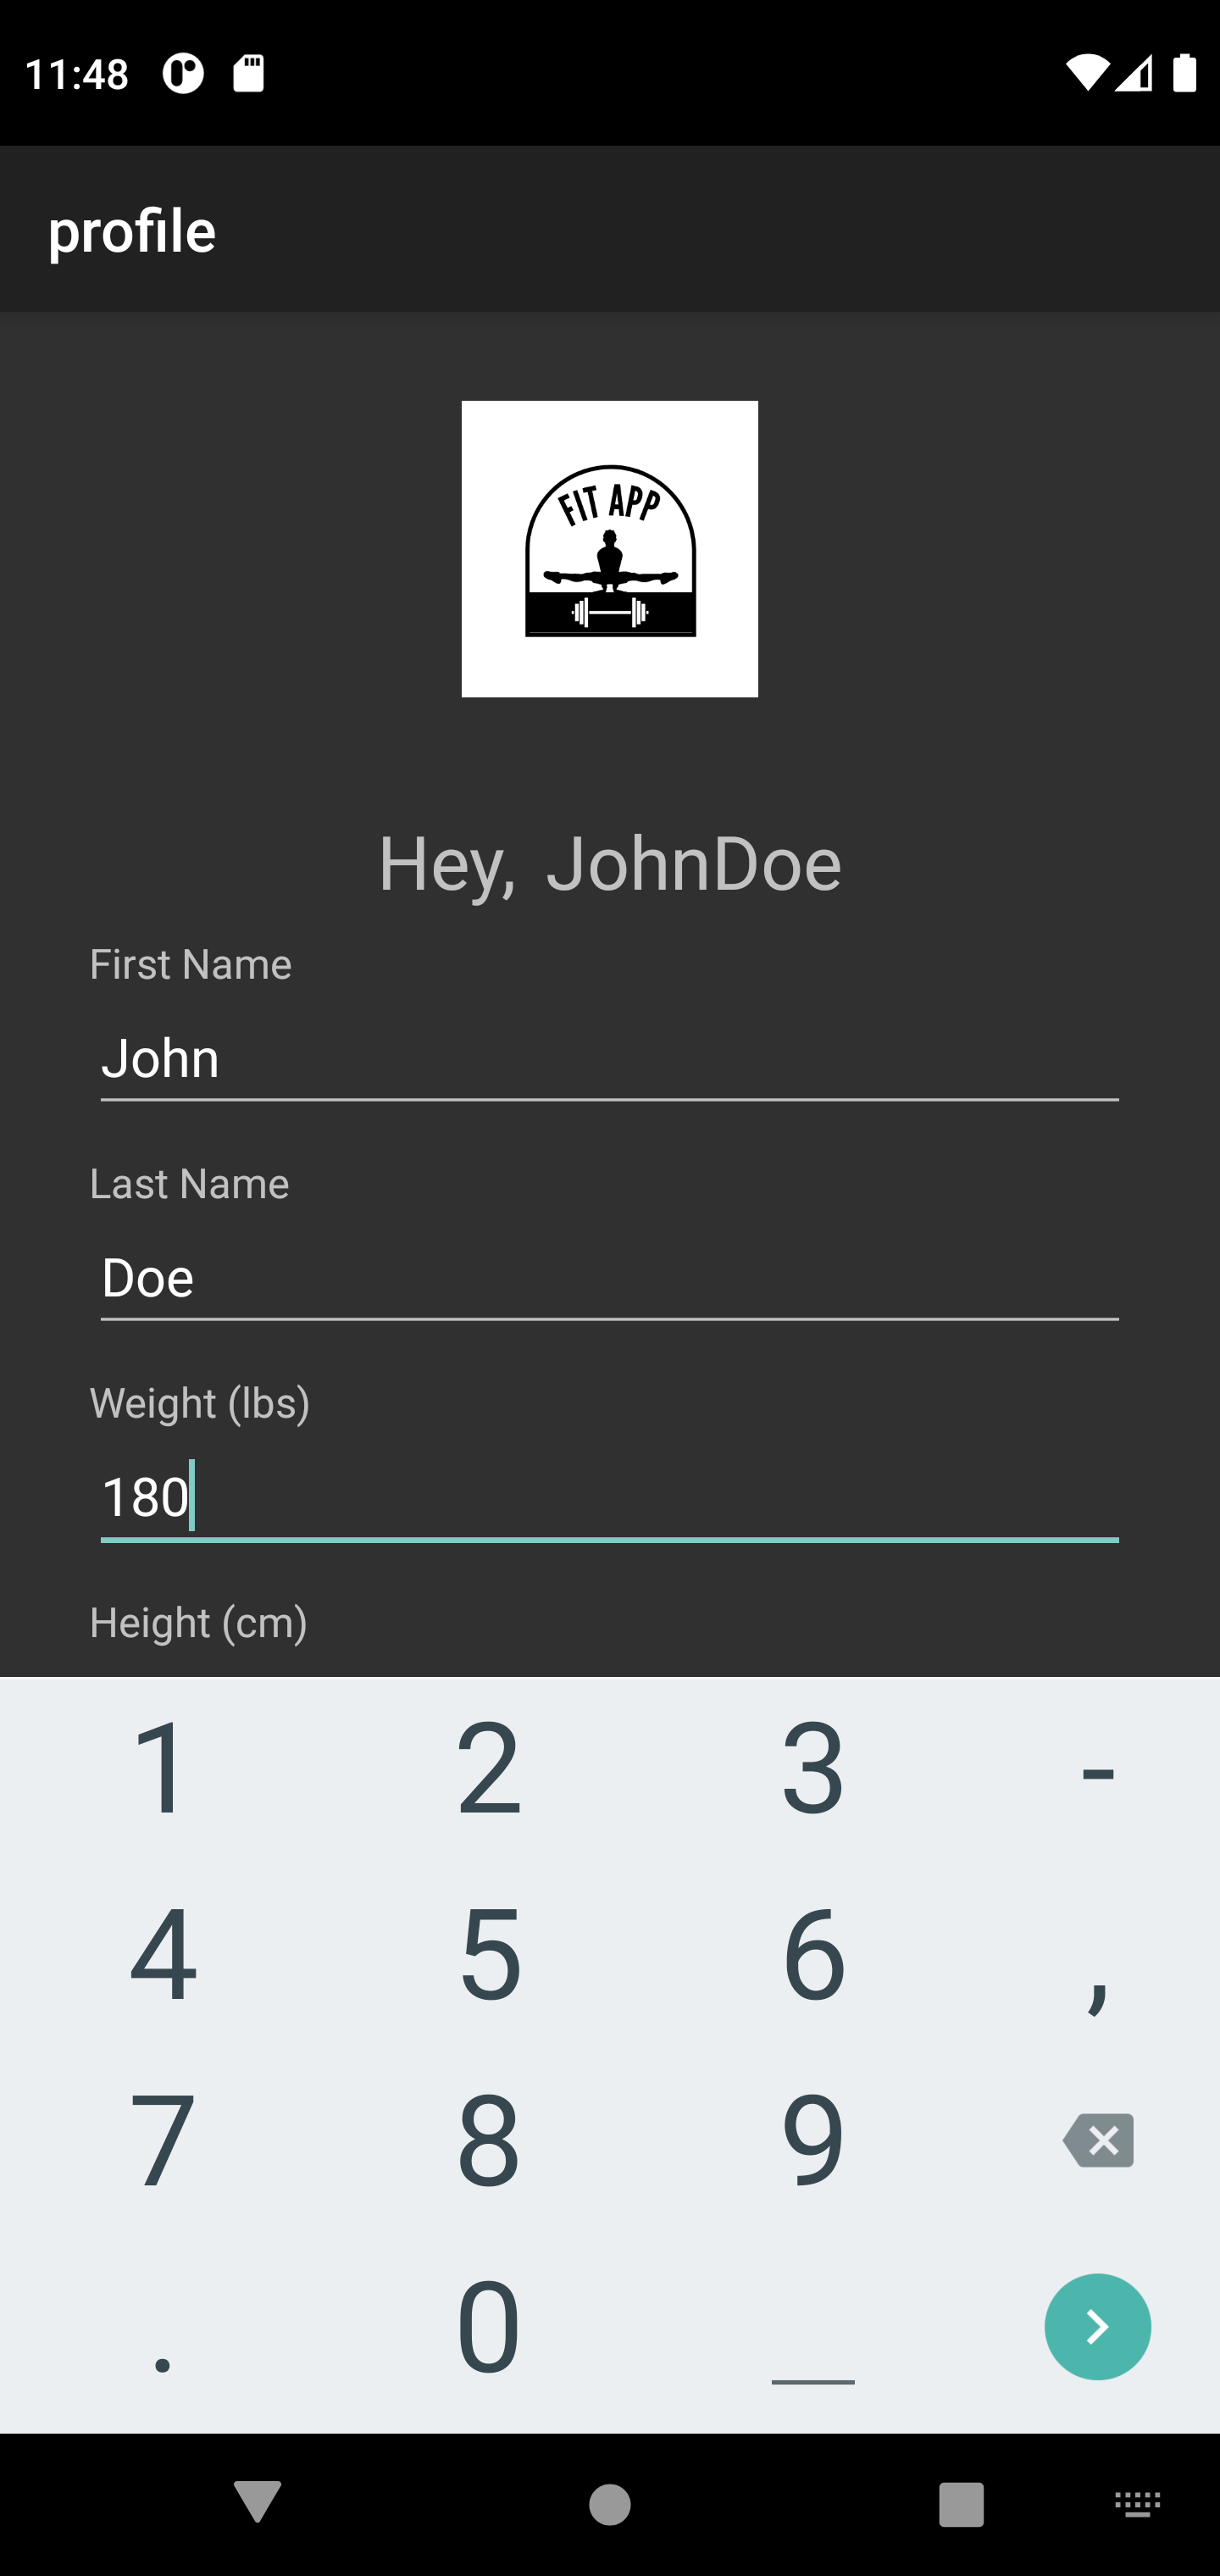 11:48
profile
FIT APP
Hey, JohnDoe
First Name
John
Last Name
Doe
Weight (lbs)
180
Height (cm)
1 2 3 -
4 5 6 ,
7 8 9
. 0